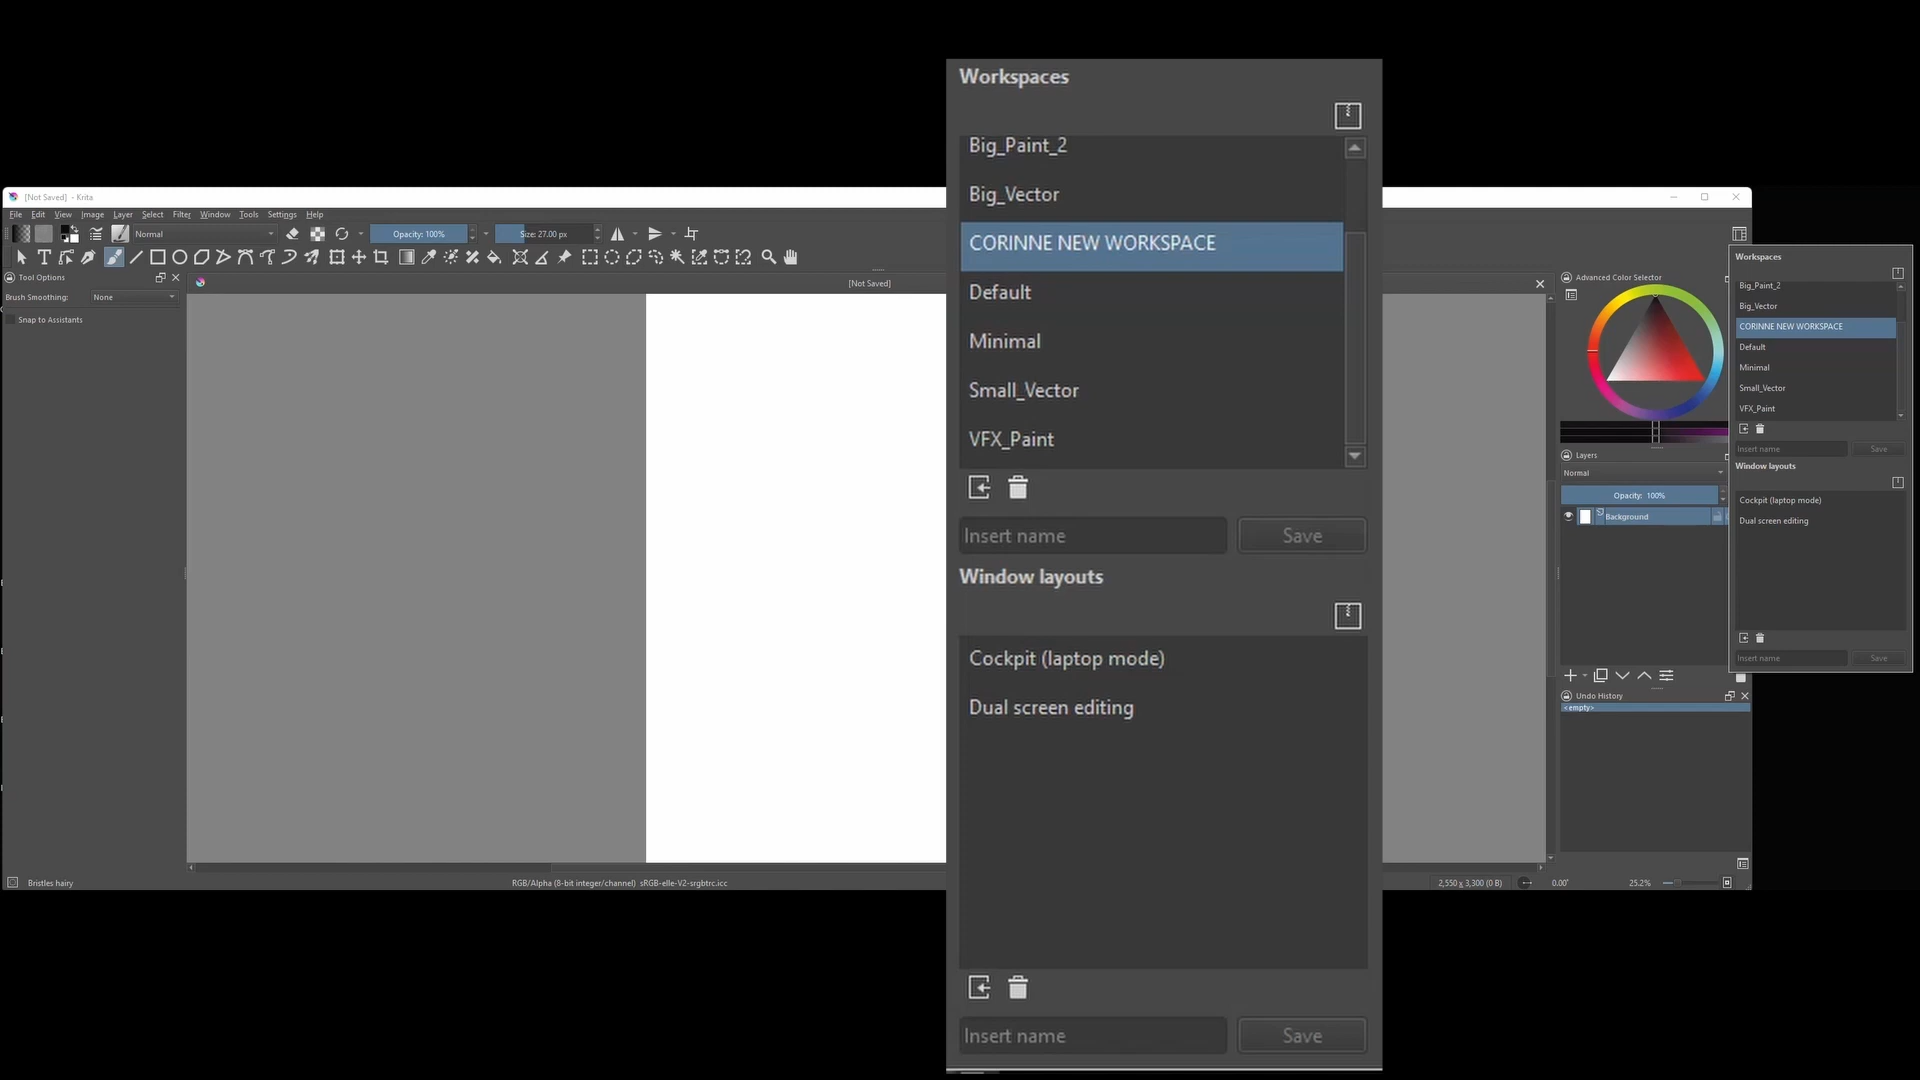 Workspaces
Big_Paint_2
Big_Vector
CORINNE NEW WORKSPACE
Default
Minimal
Small_Vector
VFX_Paint
Insert name
Save
Window layouts
Cockpit (laptop mode)
Dual screen editing
Insert name
Save
[Not Saved] - Krita
File Edit View Image Layer Select Filter Window Tools Settings Help
Normal
Opacity: 100%
Size: 27.00 px
Tool Options
Brush Smoothing: None
Snap to Assistants
[Not Saved]
Advanced Color Selector
Layers
Normal
Opacity: 100%
Background
Undo History
<empty>
Workspaces
Big_Paint_2
Big_Vector
CORINNE NEW WORKSPACE
Default
Minimal
Small_Vector
VFX_Paint
Insert name
Save
Window layouts
Cockpit (laptop mode)
Dual screen editing
Insert name
Save
Bristles hairy
RGB/Alpha (8-bit integer/channel) sRGB-elle-V2-srgbtrc.icc
2,550 x 3,300 (0 B)
0.00°
25.2%